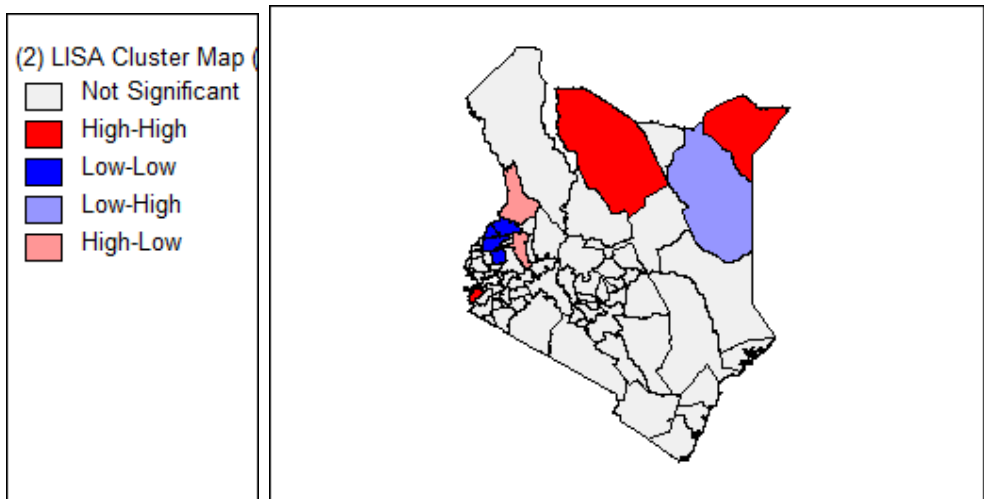 (2) LISA Cluster Map (
Not Significant
High-High
Low-Low
Low-High
High-Low